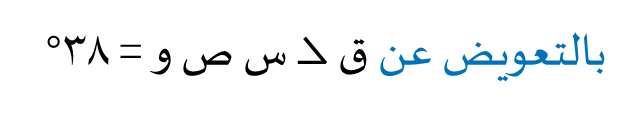 بالتعويض عن ق ∠ س ص و = ٣٨°